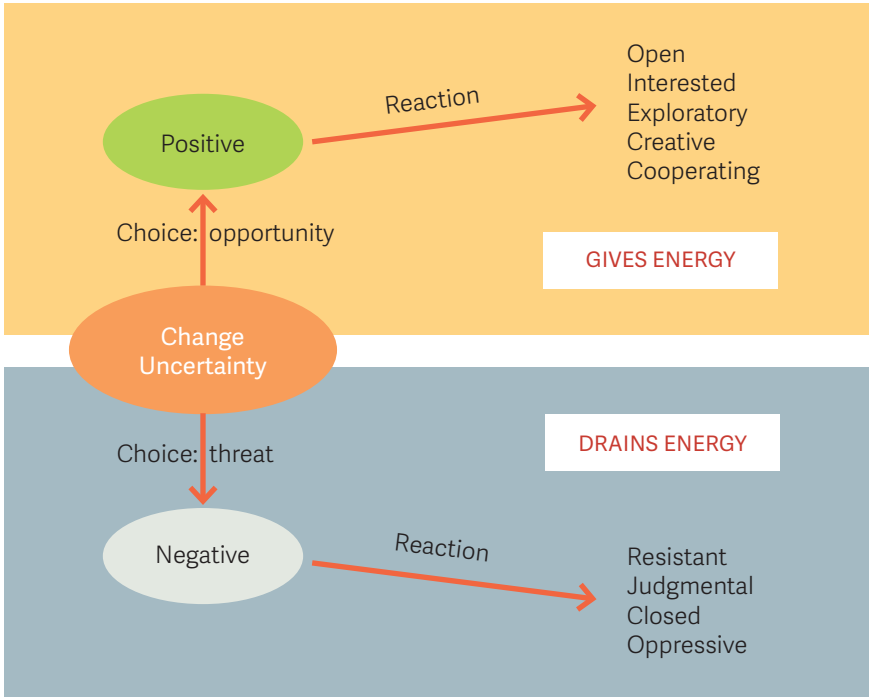 Open
Interested
Exploratory
Creative
Cooperating
Reaction
Positive
Choice: opportunity
GIVES ENERGY
Change
Uncertainty
DRAINS ENERGY
Choice: threat
Negative
Reaction
Resistant
Judgmental
Closed
Oppressive